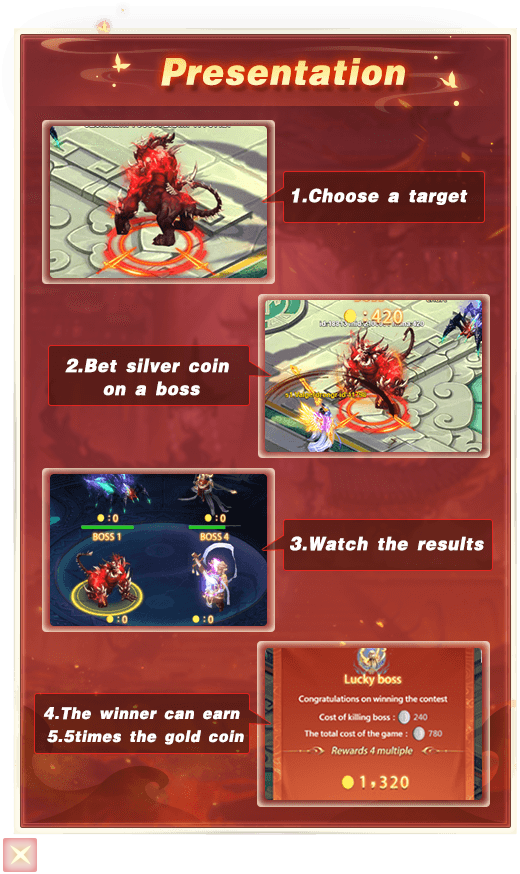 Presentation
1.Choose a target
:420
2.Bet silver coin
on a boss
:0 :0
BOSS 1 BOSS 4
3.Watch the results
:0 :0
Lucky boss
Congratulations on winning the contest
Cost of killing boss : 240
The total cost of the game : 780
Rewards 4 multiple
1,320
4.The winner can earn
5.5times the gold coin